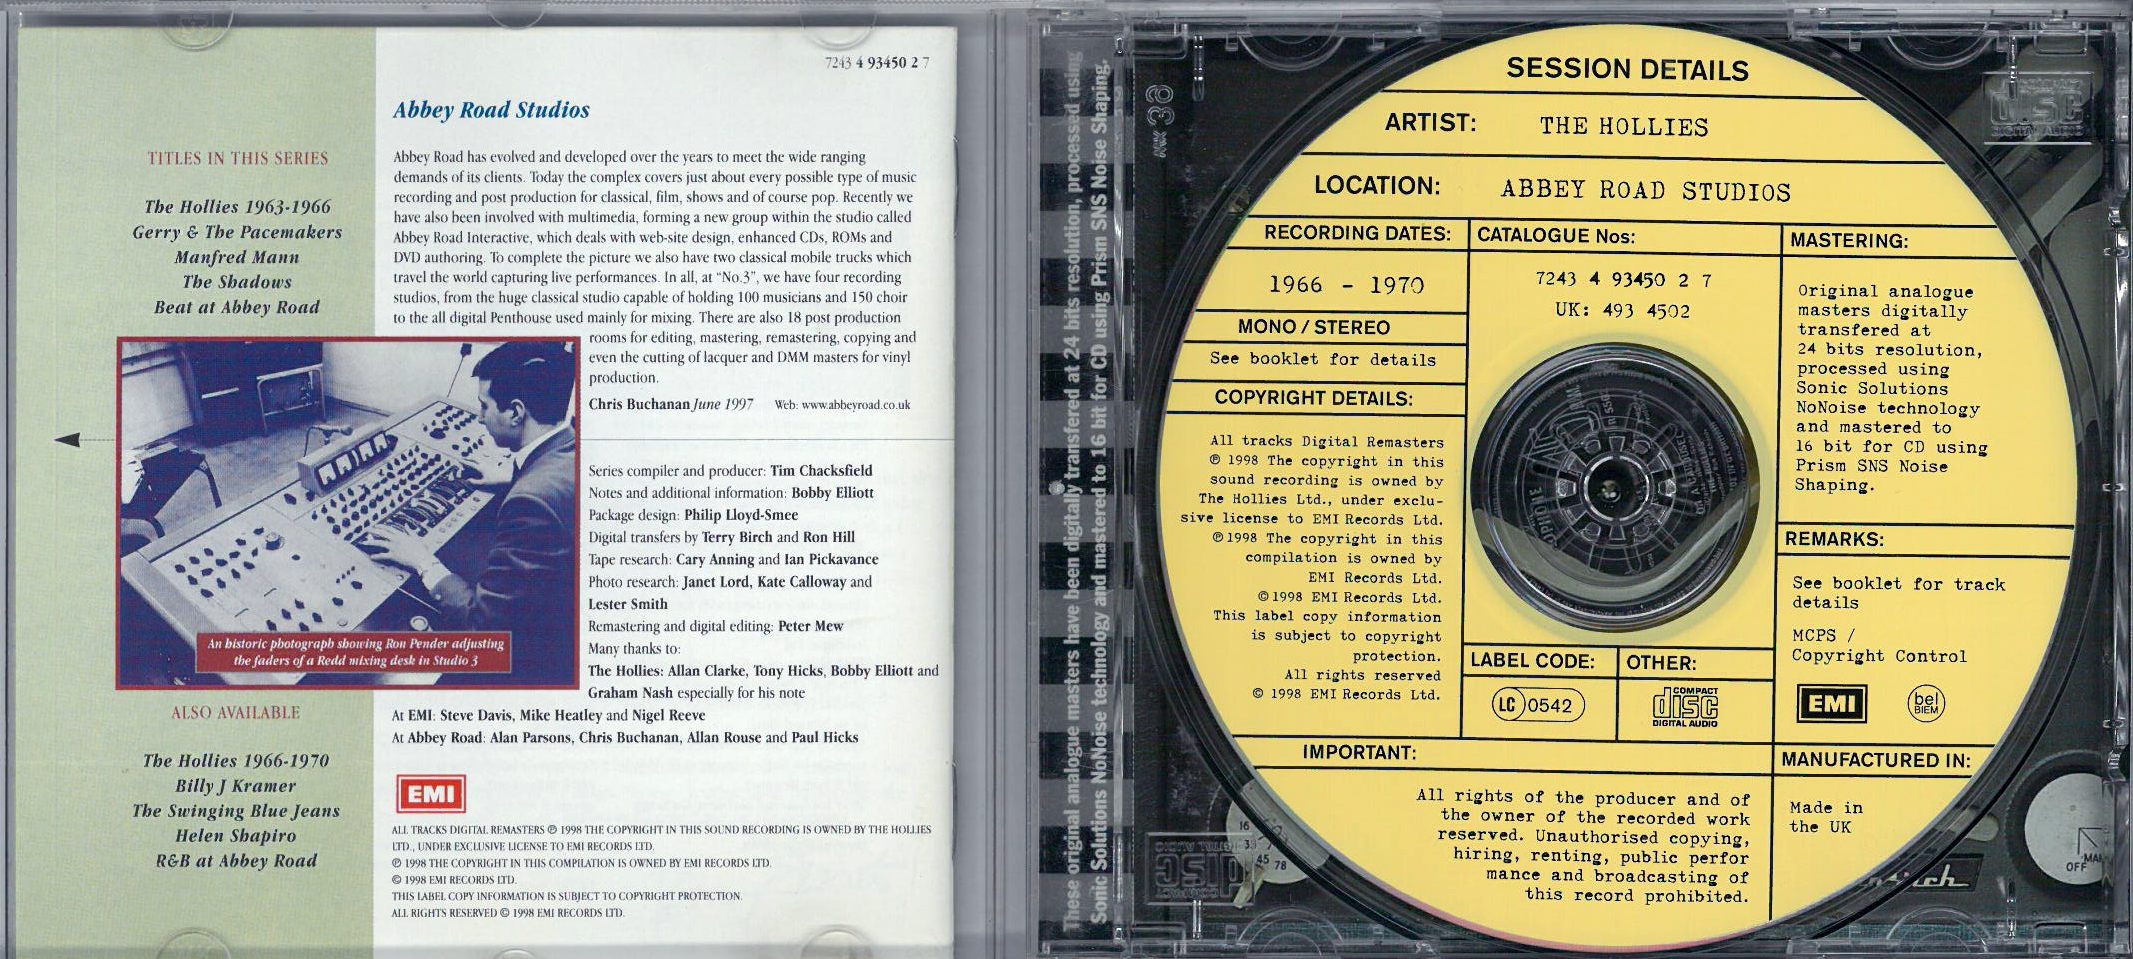 7243 4 93450 2 7
Abbey Road Studios
TITLES IN THIS SERIES
The Hollies 1963-1966
Gerry & The Pacemakers
Manfred Mann
The Shadows
Beat at Abbey Road
Abbey Road has evolved and developed over the years to meet the wide ranging
demands of its clients. Today the complex covers just about every possible type of music
recording and post production for classical, film, shows and of course pop. Recently we
have also been involved with multimedia, forming a new group within the studio called
Abbey Road Interactive, which deals with web-site design, enhanced CDs, ROMs and
DVD authoring. To complete the picture we also have two classical mobile trucks which
travel the world capturing live performances. In all, at “No.3”, we have four recording
studios, from the huge classical studio capable of holding 100 musicians and 150 choir
to the all digital Penthouse used mainly for mixing. There are also 18 post production
rooms for editing, mastering, remastering, copying and
even the cutting of lacquer and DMM masters for vinyl
production.
Chris Buchanan June 1997 Web: www.abbeyroad.co.uk
Series compiler and producer: Tim Chacksfield
Notes and additional information: Bobby Elliott
Package design: Philip Lloyd-Smee
Digital transfers by Terry Birch and Ron Hill
Tape research: Cary Anning and Ian Pickavance
Photo research: Janet Lord, Kate Calloway and
Lester Smith
Remastering and digital editing: Peter Mew
Many thanks to:
The Hollies: Allan Clarke, Tony Hicks, Bobby Elliott and
Graham Nash especially for his note
At EMI: Steve Davis, Mike Heatley and Nigel Reeve
At Abbey Road: Alan Parsons, Chris Buchanan, Allan Rouse and Paul Hicks
An historic photograph showing Ron Pender adjusting
the faders of a Redd mixing desk in Studio 3
ALSO AVAILABLE
The Hollies 1966-1970
Billy J Kramer
The Swinging Blue Jeans
Helen Shapiro
R&B at Abbey Road
EMI
ALL TRACKS DIGITAL REMASTERS ℗ 1998 THE COPYRIGHT IN THIS SOUND RECORDING IS OWNED BY THE HOLLIES
LTD., UNDER EXCLUSIVE LICENSE TO EMI RECORDS LTD.
℗ 1998 THE COPYRIGHT IN THIS COMPILATION IS OWNED BY EMI RECORDS LTD.
© 1998 EMI RECORDS LTD.
THIS LABEL COPY INFORMATION IS SUBJECT TO COPYRIGHT PROTECTION.
ALL RIGHTS RESERVED © 1998 EMI RECORDS LTD.
These original analogue masters have been digitally transfered at 24 bits resolution, processed using
Sonic Solutions NoNoise technology and mastered to 16 bit for CD using Prism SNS Noise Shaping.
SESSION DETAILS
ARTIST: THE HOLLIES
LOCATION: ABBEY ROAD STUDIOS
RECORDING DATES:
1966 - 1970
MONO / STEREO
See booklet for details
COPYRIGHT DETAILS:
All tracks Digital Remasters
℗ 1998 The copyright in this
sound recording is owned by
The Hollies Ltd., under exclu-
sive license to EMI Records Ltd.
℗1998 The copyright in this
compilation is owned by
EMI Records Ltd.
©1998 EMI Records Ltd.
This label copy information
is subject to copyright
protection.
All rights reserved
© 1998 EMI Records Ltd.
CATALOGUE Nos:
7243 4 93450 2 7
UK: 493 4502
LABEL CODE:
LC 0542
OTHER:
COMPACT
disc
DIGITAL AUDIO
MASTERING:
Original analogue
masters digitally
transfered at
24 bits resolution,
processed using
Sonic Solutions
NoNoise technology
and mastered to
16 bit for CD using
Prism SNS Noise
Shaping.
REMARKS:
See booklet for track
details
MCPS /
Copyright Control
EMI
bel
BIEM
IMPORTANT:
All rights of the producer and of
the owner of the recorded work
reserved. Unauthorised copying,
hiring, renting, public perfor
mance and broadcasting of
this record prohibited.
MANUFACTURED IN:
Made in
the UK
16
45
78
OFF